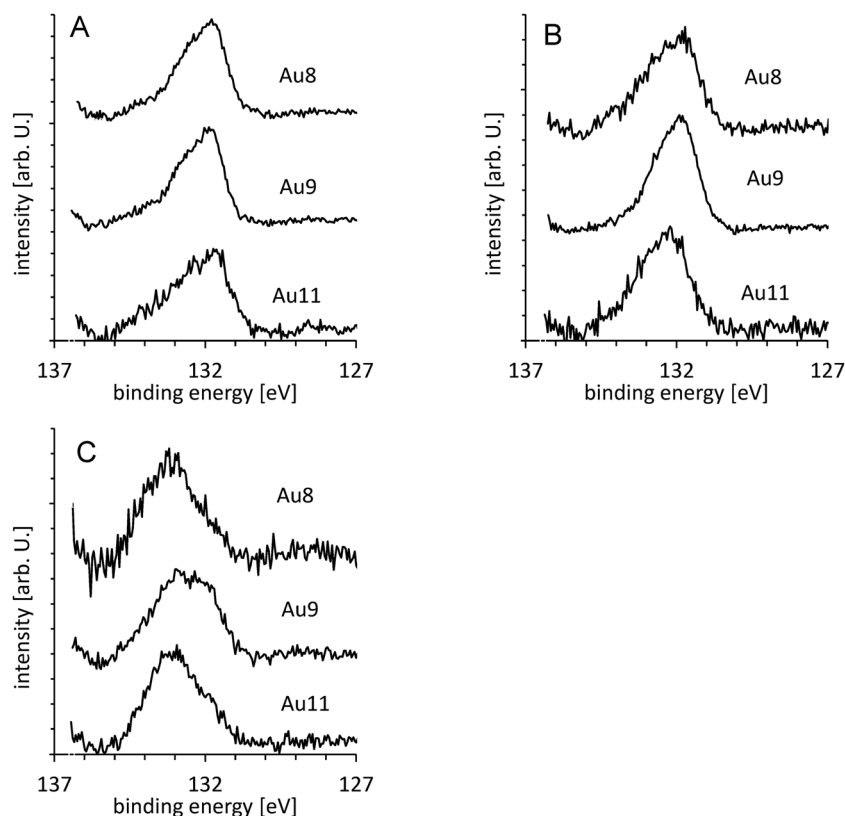 A
Au8
Au9
Au11
intensity [arb. U.]
137
132
127
binding energy [eV]
B
Au8
Au9
Au11
intensity [arb. U.]
137
132
127
binding energy [eV]
C
Au8
Au9
Au11
intensity [arb. U.]
137
132
127
binding energy [eV]